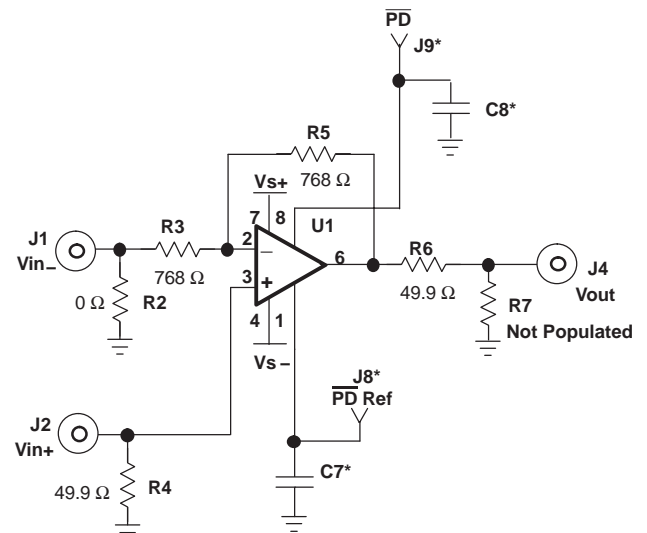 PD
J9*
C8*
R5
768 Ω
Vs+
7 8
U1
J1
Vin–
R3
768 Ω
2
–
3
+
6
R6
49.9 Ω
J4
Vout
0 Ω
R2
R7
Not Populated
4 1
Vs–
J8*
PD Ref
J2
Vin+
C7*
49.9 Ω
R4